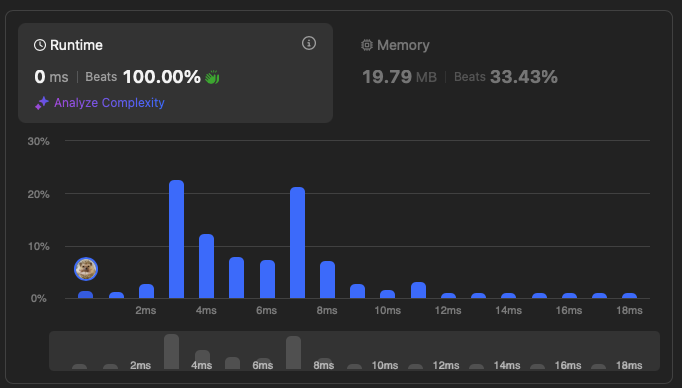 Runtime
0 ms | Beats 100.00%
Analyze Complexity
Memory
19.79 MB | Beats 33.43%
30%
20%
10%
0%
2ms 4ms 6ms 8ms 10ms 12ms 14ms 16ms 18ms
2ms 4ms 6ms 8ms 10ms 12ms 14ms 16ms 18ms